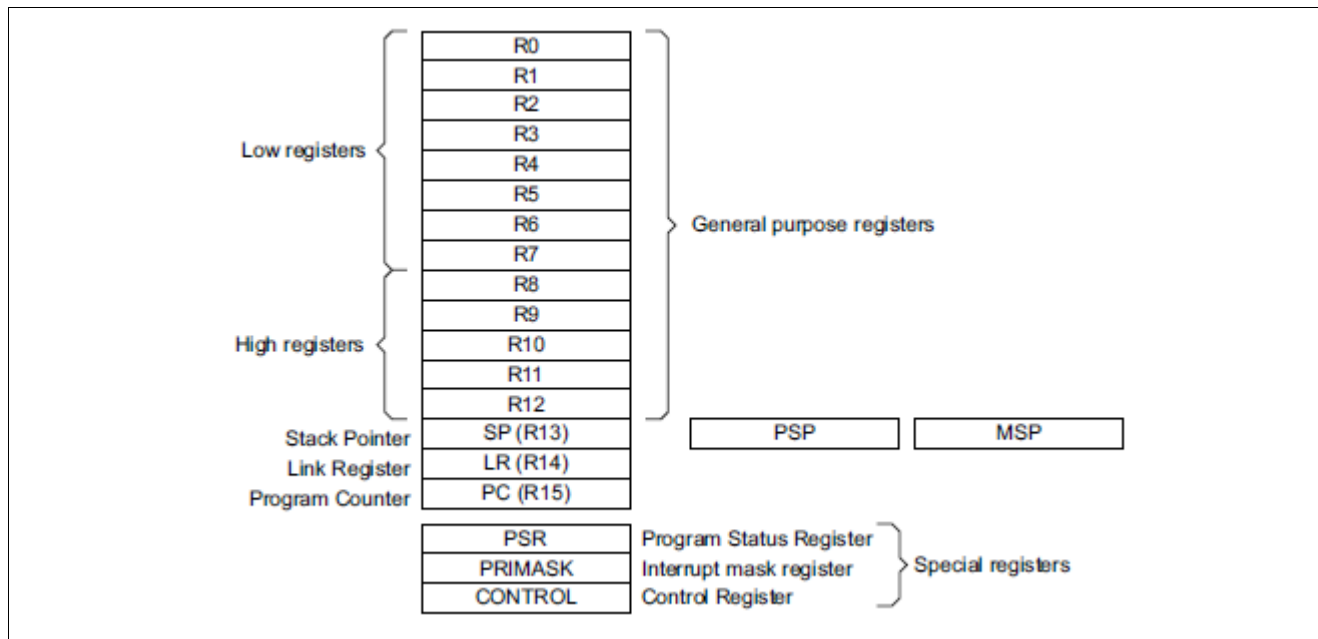 R0
R1
R2
R3
Low registers
R4
R5
R6
General purpose registers
R7
R8
R9
High registers
R10
R11
R12
Stack Pointer SP (R13) PSP MSP
Link Register LR (R14)
Program Counter PC (R15)
PSR Program Status Register
PRIMASK Interrupt mask register Special registers
CONTROL Control Register